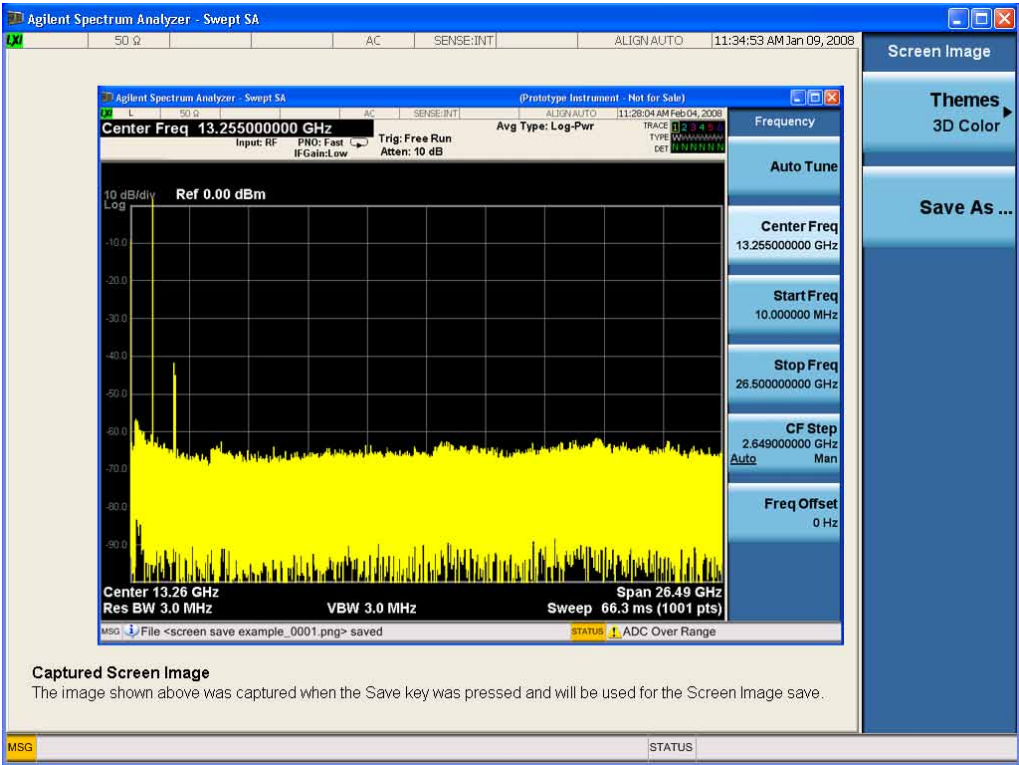 Agilent Spectrum Analyzer - Swept SA
LXI 50 Ω AC SENSE:INT ALIGN AUTO 11:34:53 AM Jan 09, 2008
Screen Image
Themes
3D Color
Save As ...
Agilent Spectrum Analyzer - Swept SA (Prototype Instrument - Not for Sale)
LXI L 50 Ω AC SENSE:INT ALIGN AUTO 11:28:04 AM Feb 04, 2008
Center Freq 13.255000000 GHz
Input: RF PNO: Fast
IFGain:Low
Trig: Free Run
Atten: 10 dB
Avg Type: Log-Pwr
TRACE 1 2 3 4 5 6
TYPE
DET N N N N N N
10 dB/div Ref 0.00 dBm
Log
-10.0
-20.0
-30.0
-40.0
-50.0
-60.0
-70.0
-80.0
-90.0
Center 13.26 GHz Span 26.49 GHz
Res BW 3.0 MHz VBW 3.0 MHz Sweep 66.3 ms (1001 pts)
MSG File <screen save example_0001.png> saved STATUS ADC Over Range
Frequency
Auto Tune
Center Freq
13.255000000 GHz
Start Freq
10.000000 MHz
Stop Freq
26.500000000 GHz
CF Step
2.649000000 GHz
Auto Man
Freq Offset
0 Hz
Captured Screen Image
The image shown above was captured when the Save key was pressed and will be used for the Screen Image save.
MSG STATUS